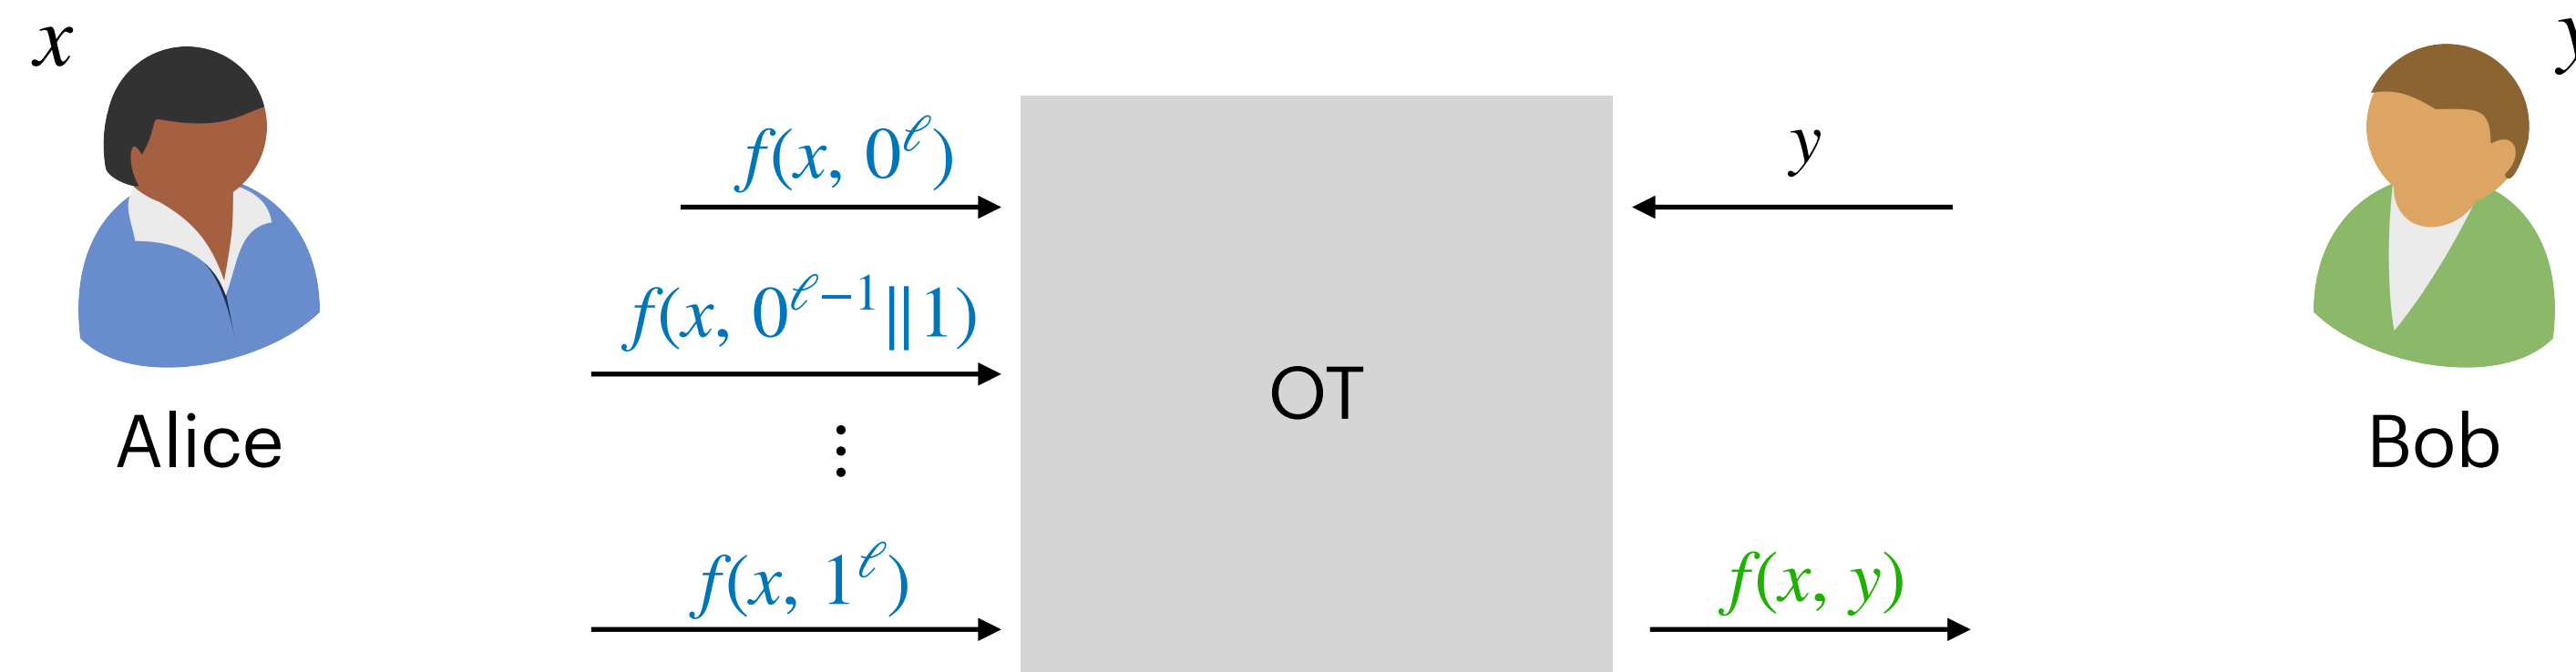 x
y
f(x, 0^ℓ)
y
f(x, 0^{ℓ−1}‖1)
OT
Alice
Bob
⋮
f(x, 1^ℓ)
f(x, y)